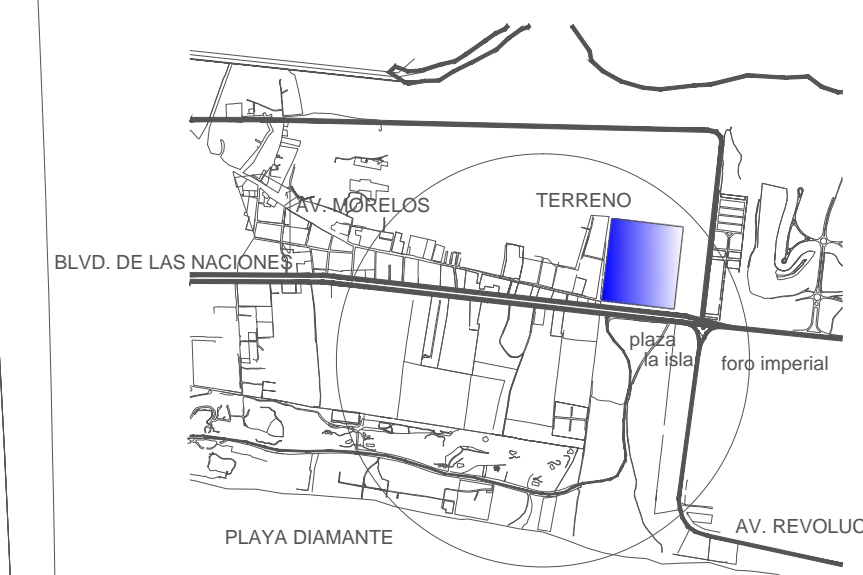 TERRENO
AV. MORELOS
BLVD. DE LAS NACIONES
plaza
la isla
foro imperial
AV. REVOLUC
PLAYA DIAMANTE